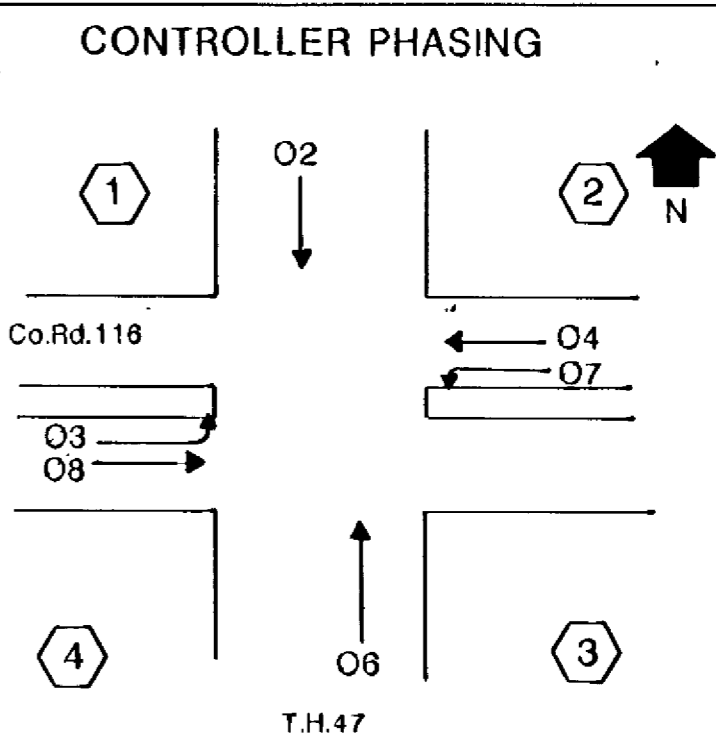 CONTROLLER PHASING
O2
1
2
N
Co.Rd.116
O4
O7
O3
O8
4
O6
3
T.H.47